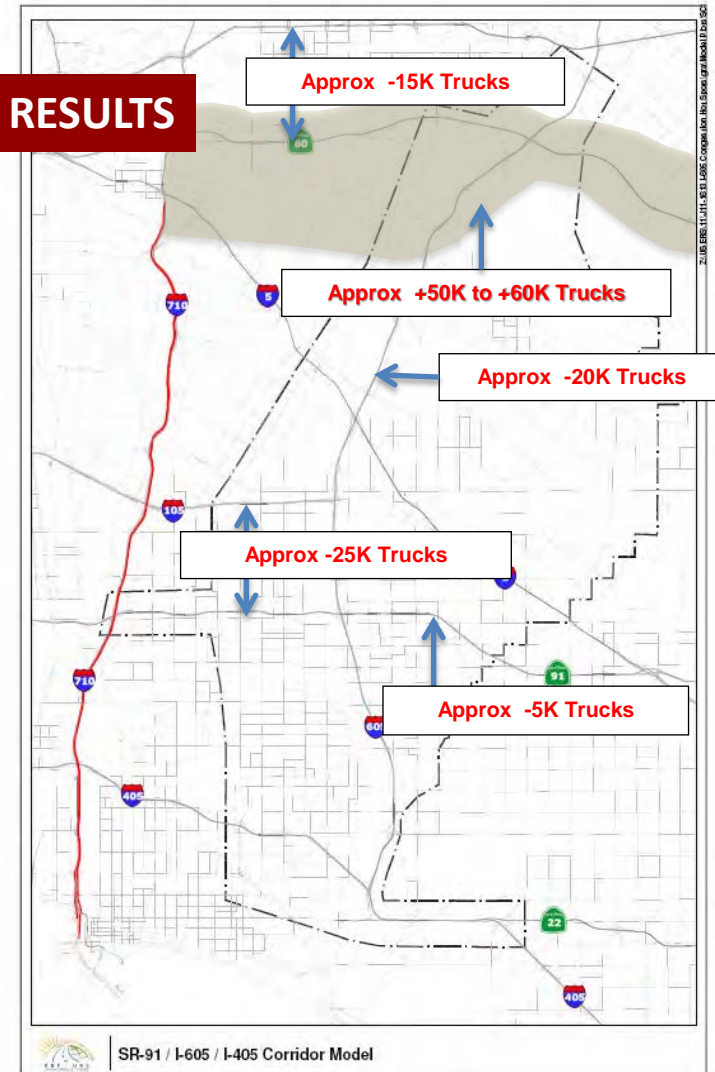 Approx -15K Trucks
RESULTS
60
Approx +50K to +60K Trucks
5
710
Approx -20K Trucks
105
Approx -25K Trucks
91
710
Approx -5K Trucks
605
405
22
405
SR-91 / I-605 / I-405 Corridor Model